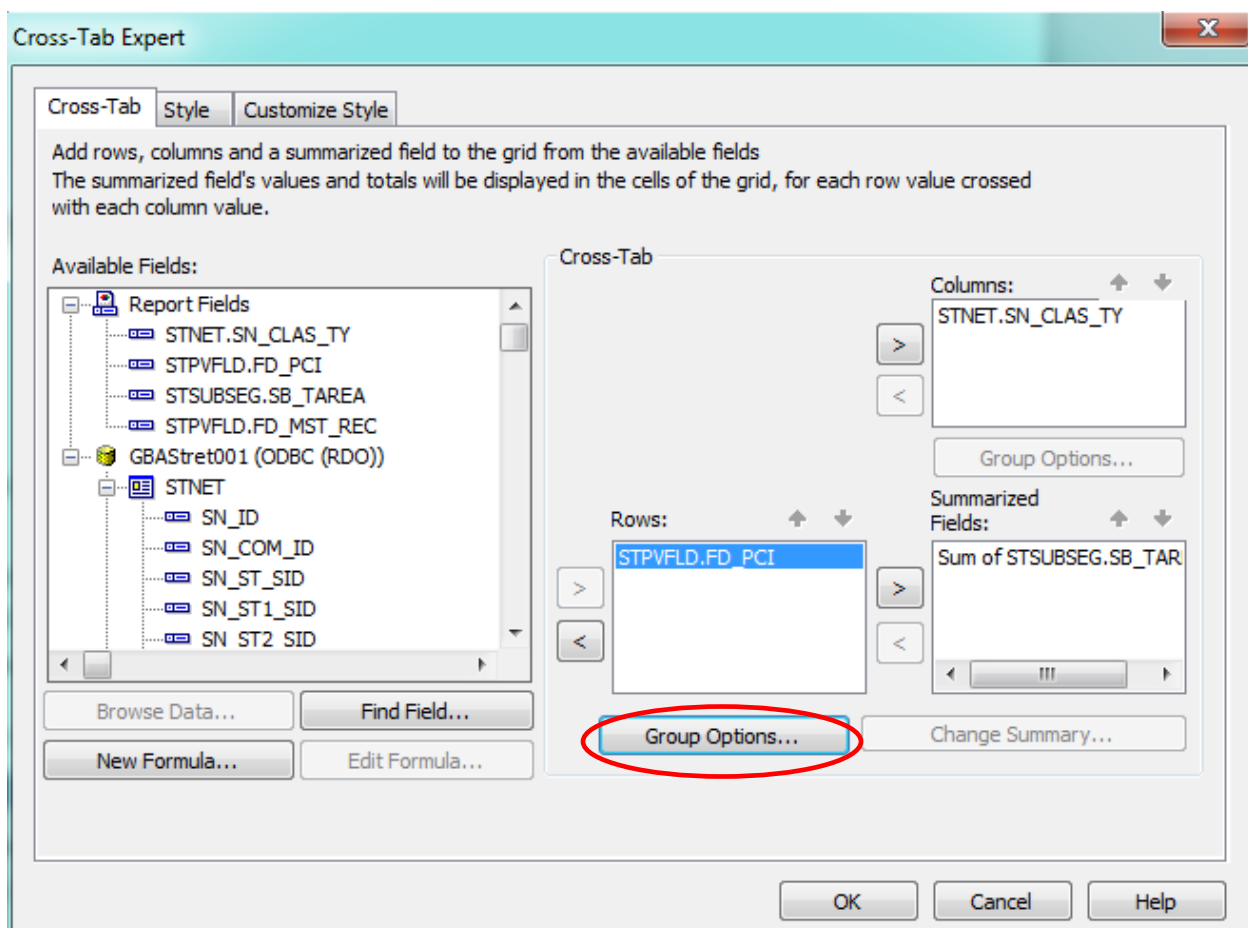 Cross-Tab Expert
x
Cross-Tab
Style
Customize Style
Add rows, columns and a summarized field to the grid from the available fields
The summarized field's values and totals will be displayed in the cells of the grid, for each row value crossed
with each column value.
Available Fields:
Report Fields
STNET.SN_CLAS_TY
STPVFLD.FD_PCI
STSUBSEG.SB_TAREA
STPVFLD.FD_MST_REC
GBAStret001 (ODBC (RDO))
STNET
SN_ID
SN_COM_ID
SN_ST_SID
SN_ST1_SID
SN_ST2_SID
Browse Data...
Find Field...
New Formula...
Edit Formula...
Cross-Tab
Columns:
STNET.SN_CLAS_TY
>
<
Group Options...
Rows:
STPVFLD.FD_PCI
>
<
Summarized
Fields:
Sum of STSUBSEG.SB_TAR
>
<
Group Options...
Change Summary...
OK
Cancel
Help